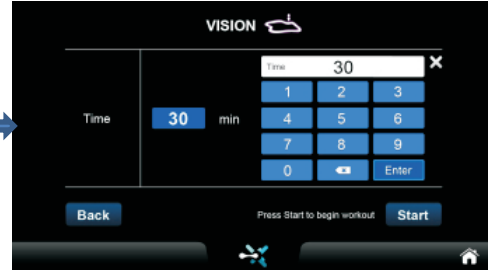 VISION
Time 30
1 2 3
Time 30 min 4 5 6
7 8 9
0 Enter
Back Press Start to begin workout Start